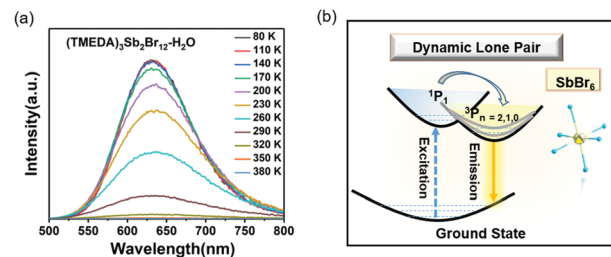 (a)
(TMEDA)₃Sb₂Br₁₂-H₂O
80 K
110 K
140 K
170 K
200 K
230 K
260 K
290 K
320 K
350 K
380 K
Intensity(a.u.)
500 550 600 650 700 750 800
Wavelength(nm)
(b)
Dynamic Lone Pair
SbBr₆
¹P₁
³Pₙ ₌ ₂,₁,₀
Excitation
Emission
Ground State